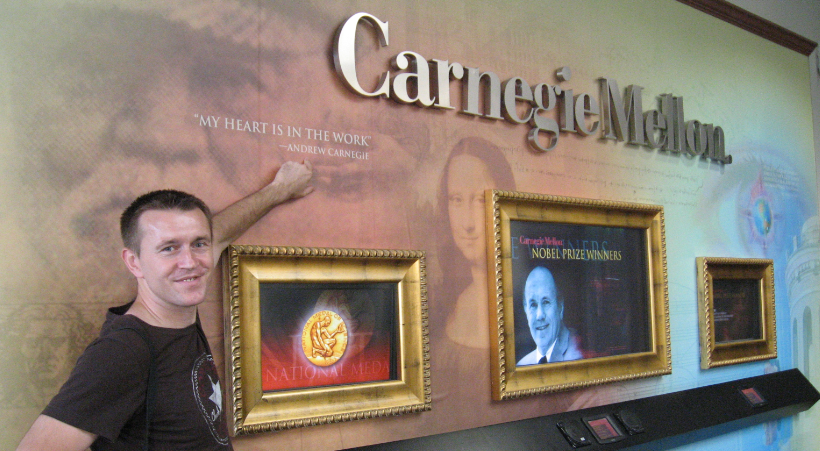 Carnegie Mellon
"MY HEART IS IN THE WORK"
—ANDREW CARNEGIE
Carnegie Mellon
NOBEL PRIZE WINNERS
NATIONAL MEDA